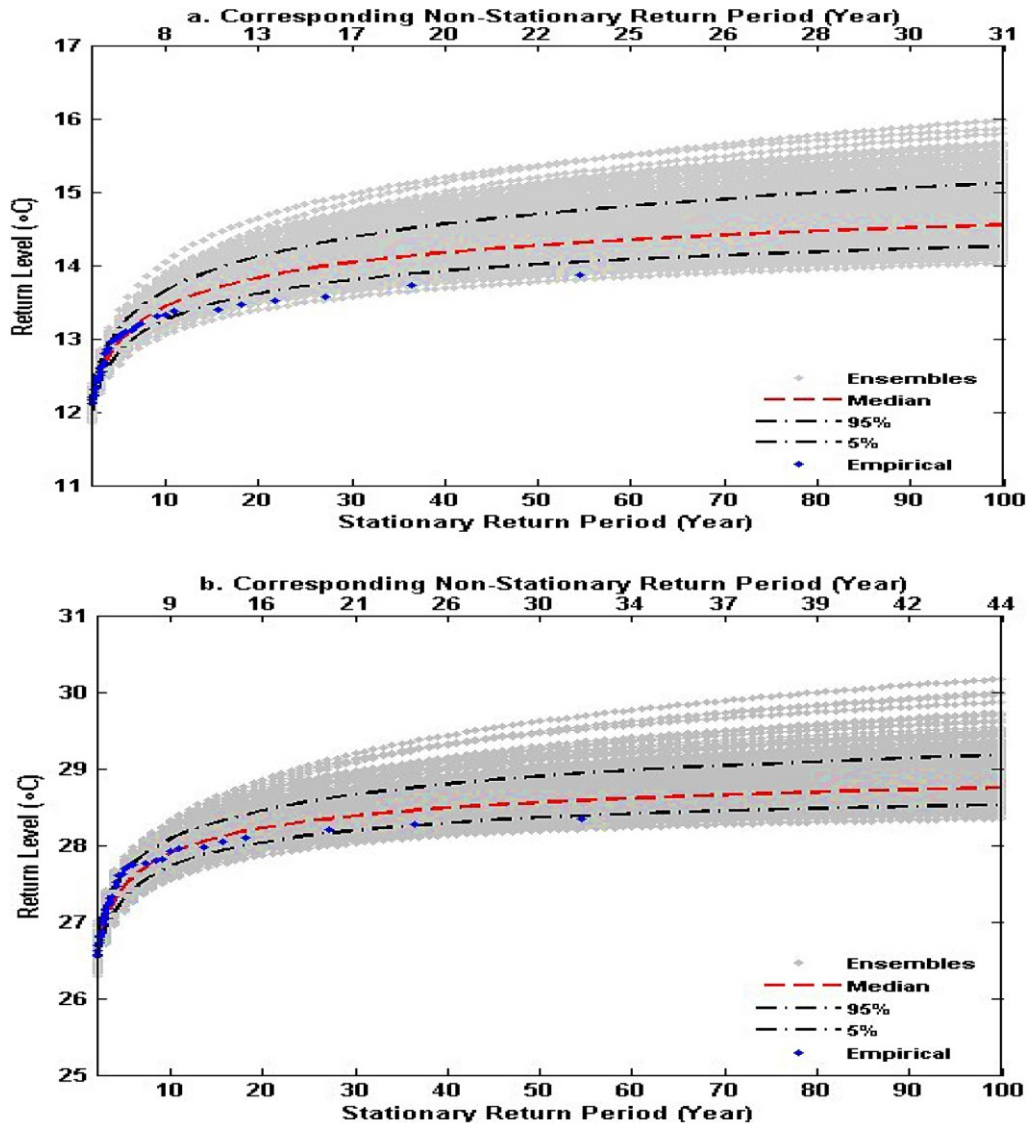 a. Corresponding Non-Stationary Return Period (Year)
8 13 17 20 23 25 26 28 30 31
17
16
15
14
13
12
11
Return Level (∘C)
Ensembles
Median
95%
5%
Empirical
10 20 30 40 50 60 70 80 90 100
Stationary Return Period (Year)
b. Corresponding Non-Stationary Return Period (Year)
9 16 21 26 30 34 37 39 42 44
31
30
29
28
27
26
25
Return Level (∘C)
Ensembles
Median
95%
5%
Empirical
10 20 30 40 50 60 70 80 90 100
Stationary Return Period (Year)